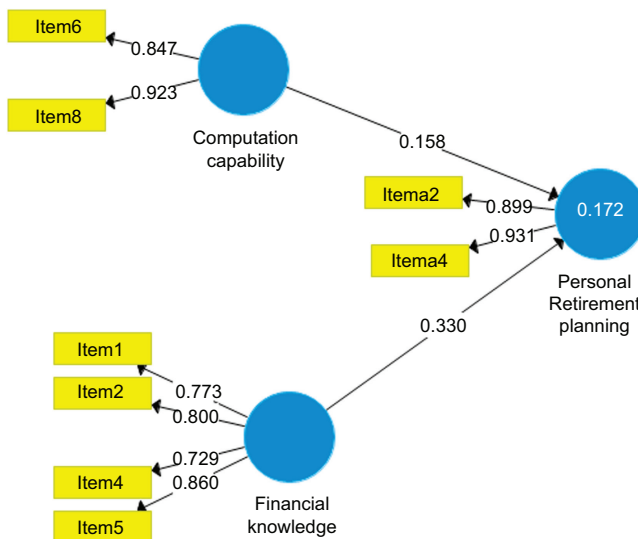 Item6
0.847
0.923
Item8
Computation
capability
0.158
Itema2
0.899
0.172
0.931
Itema4
Personal
Retirement
planning
0.330
Item1
0.773
Item2
0.800
0.729
Item4
0.860
Item5
Financial
knowledge